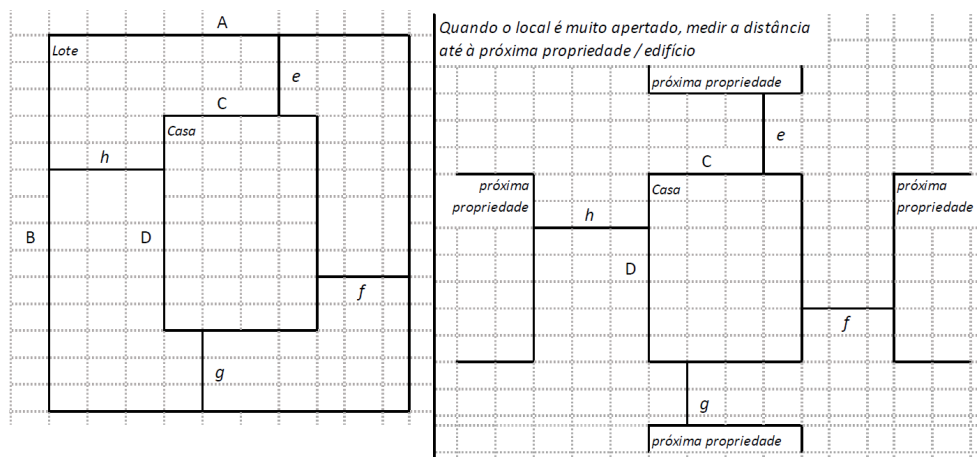 A
Lote
e
C
Casa
h
B
D
f
g
Quando o local é muito apertado, medir a distância
até à próxima propriedade / edifício
próxima propriedade
e
C
próxima
propriedade
Casa
próxima
propriedade
h
D
f
g
próxima propriedade